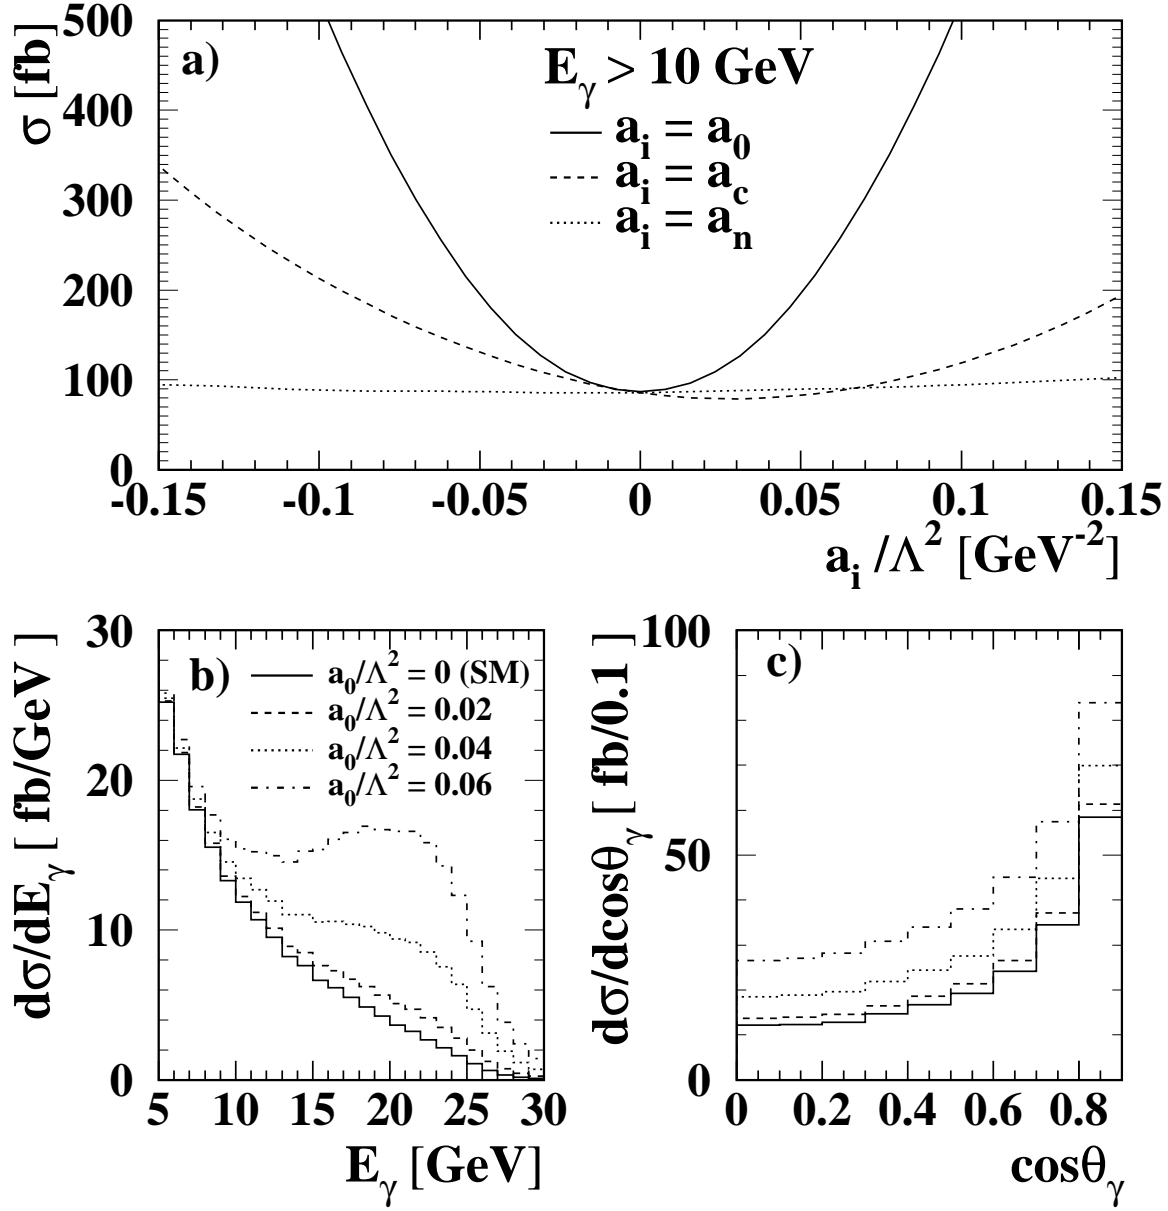 a)
E_γ > 10 GeV
a_i = a_0
a_i = a_c
a_i = a_n
σ [fb]
500
400
300
200
100
0
-0.15 -0.1 -0.05 0 0.05 0.1 0.15
a_i /Λ^2 [GeV^-2]
b)
a_0/Λ^2 = 0 (SM)
a_0/Λ^2 = 0.02
a_0/Λ^2 = 0.04
a_0/Λ^2 = 0.06
dσ/dE_γ [ fb/GeV ]
30
20
10
0
5 10 15 20 25 30
E_γ [GeV]
c)
dσ/dcosθ_γ [ fb/0.1 ]
100
50
0
0 0.2 0.4 0.6 0.8
cosθ_γ